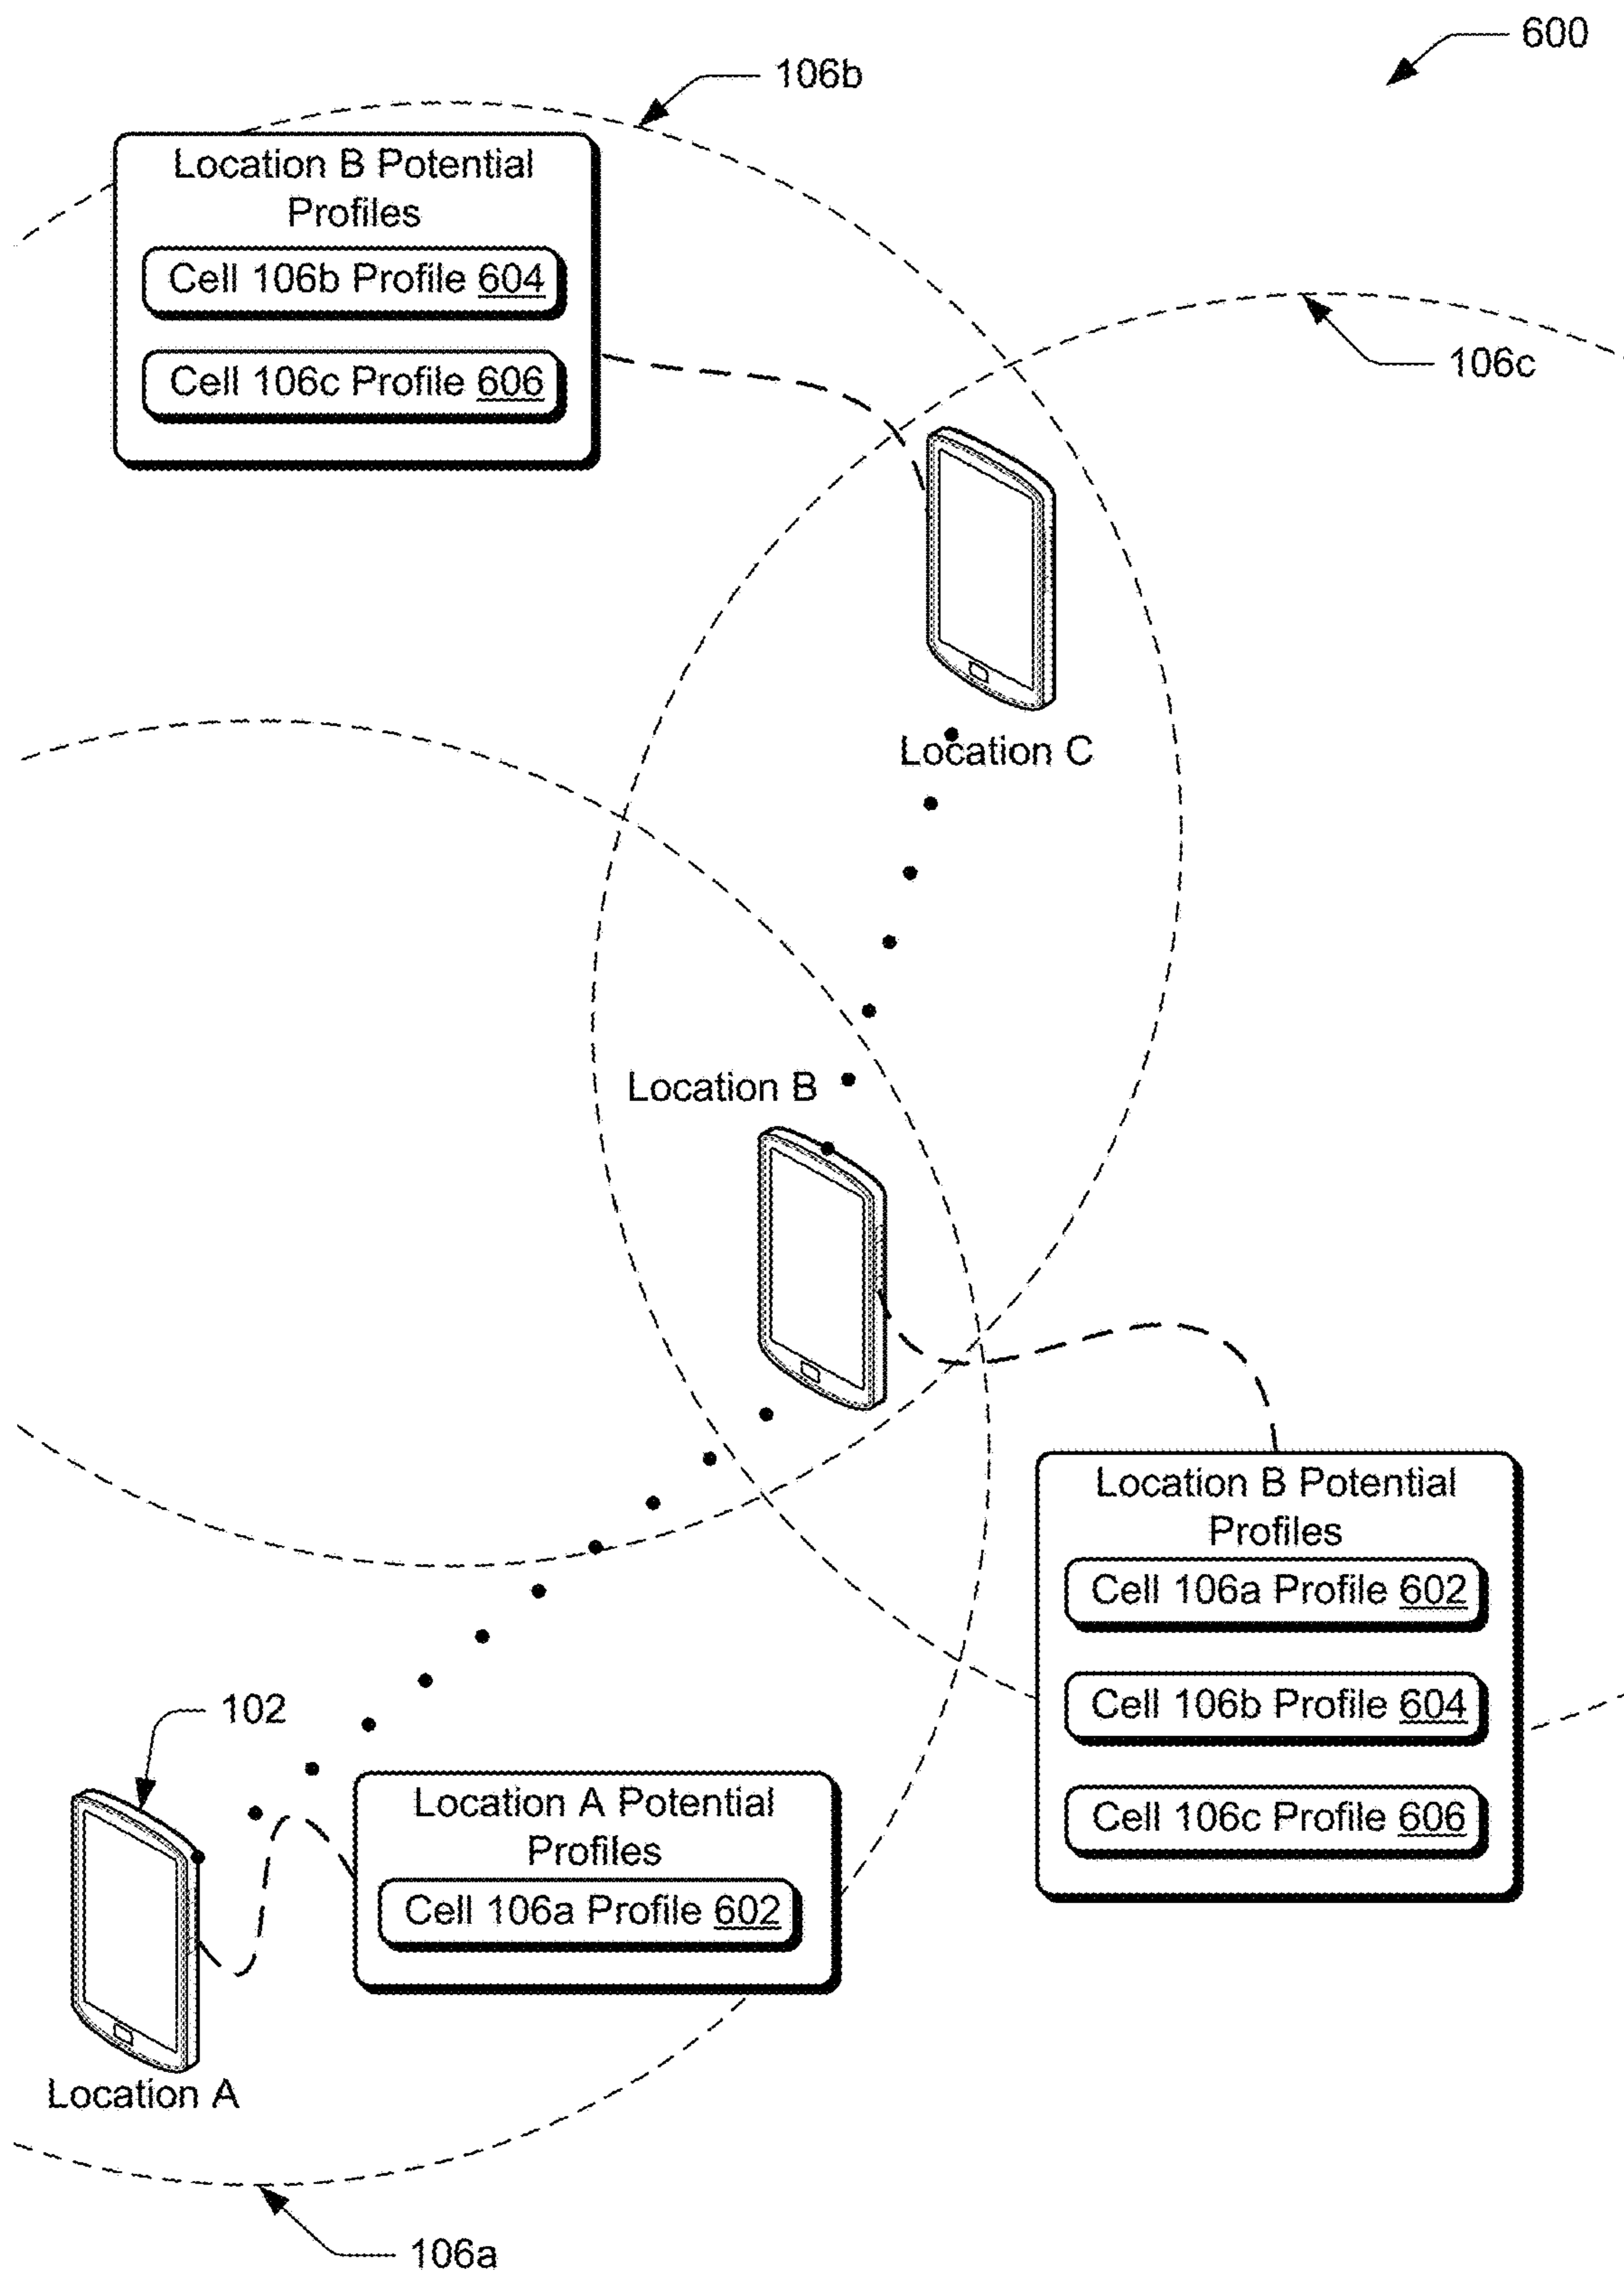 600
106b
Location B Potential
Profiles
Cell 106b Profile 604
Cell 106c Profile 606
106c
Location C
Location B
Location B Potential
Profiles
Cell 106a Profile 602
Cell 106b Profile 604
Cell 106c Profile 606
102
Location A Potential
Profiles
Cell 106a Profile 602
Location A
106a